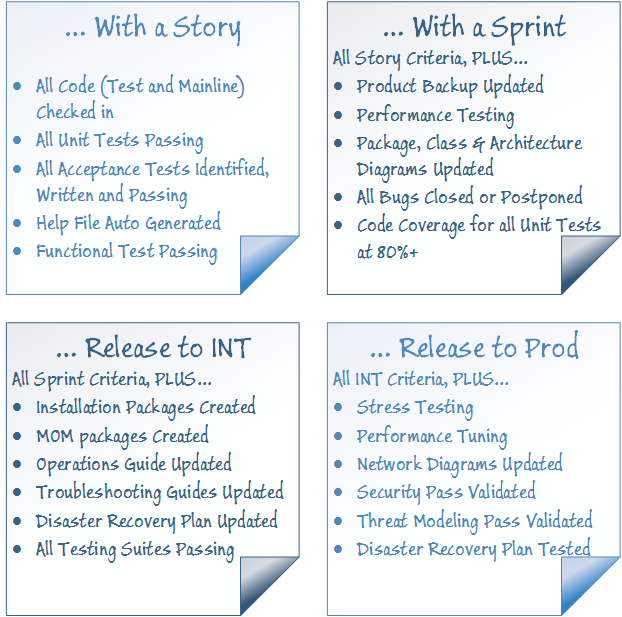 ... With a Story
• All Code (Test and Mainline)
Checked in
• All Unit Tests Passing
• All Acceptance Tests Identified,
Written and Passing
• Help File Auto Generated
• Functional Test Passing
... With a Sprint
All Story Criteria, PLUS...
• Product Backup Updated
• Performance Testing
• Package, Class & Architecture
Diagrams Updated
• All Bugs Closed or Postponed
• Code Coverage for all Unit Tests
at 80%+
... Release to INT
All Sprint Criteria, PLUS...
• Installation Packages Created
• MOM packages Created
• Operations Guide Updated
• Troubleshooting Guides Updated
• Disaster Recovery Plan Updated
• All Testing Suites Passing
... Release to Prod
All INT Criteria, PLUS...
• Stress Testing
• Performance Tuning
• Network Diagrams Updated
• Security Pass Validated
• Threat Modeling Pass Validated
• Disaster Recovery Plan Tested